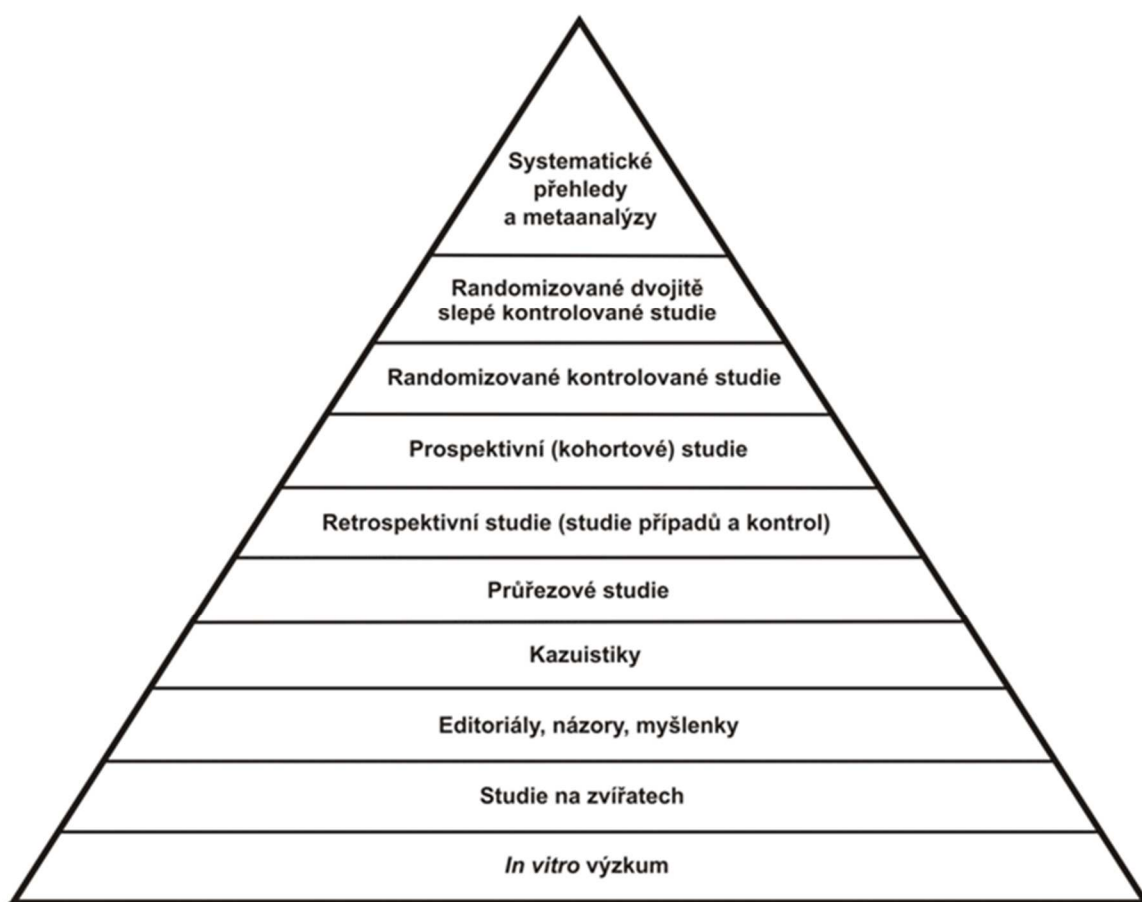 Systematické
přehledy
a metaanalýzy
Randomizované dvojitě
slepé kontrolované studie
Randomizované kontrolované studie
Prospektivní (kohortové) studie
Retrospektivní studie (studie případů a kontrol)
Průřezové studie
Kazuistiky
Editoriály, názory, myšlenky
Studie na zvířatech
In vitro výzkum